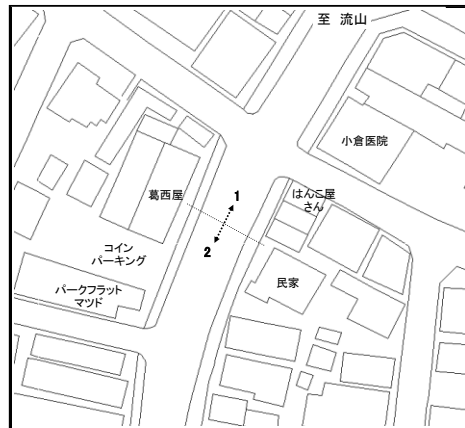 至 流山
小倉医院
葛西屋
1
はんこ屋
さん
2
コイン
パーキング
民家
パークフラット
マツド